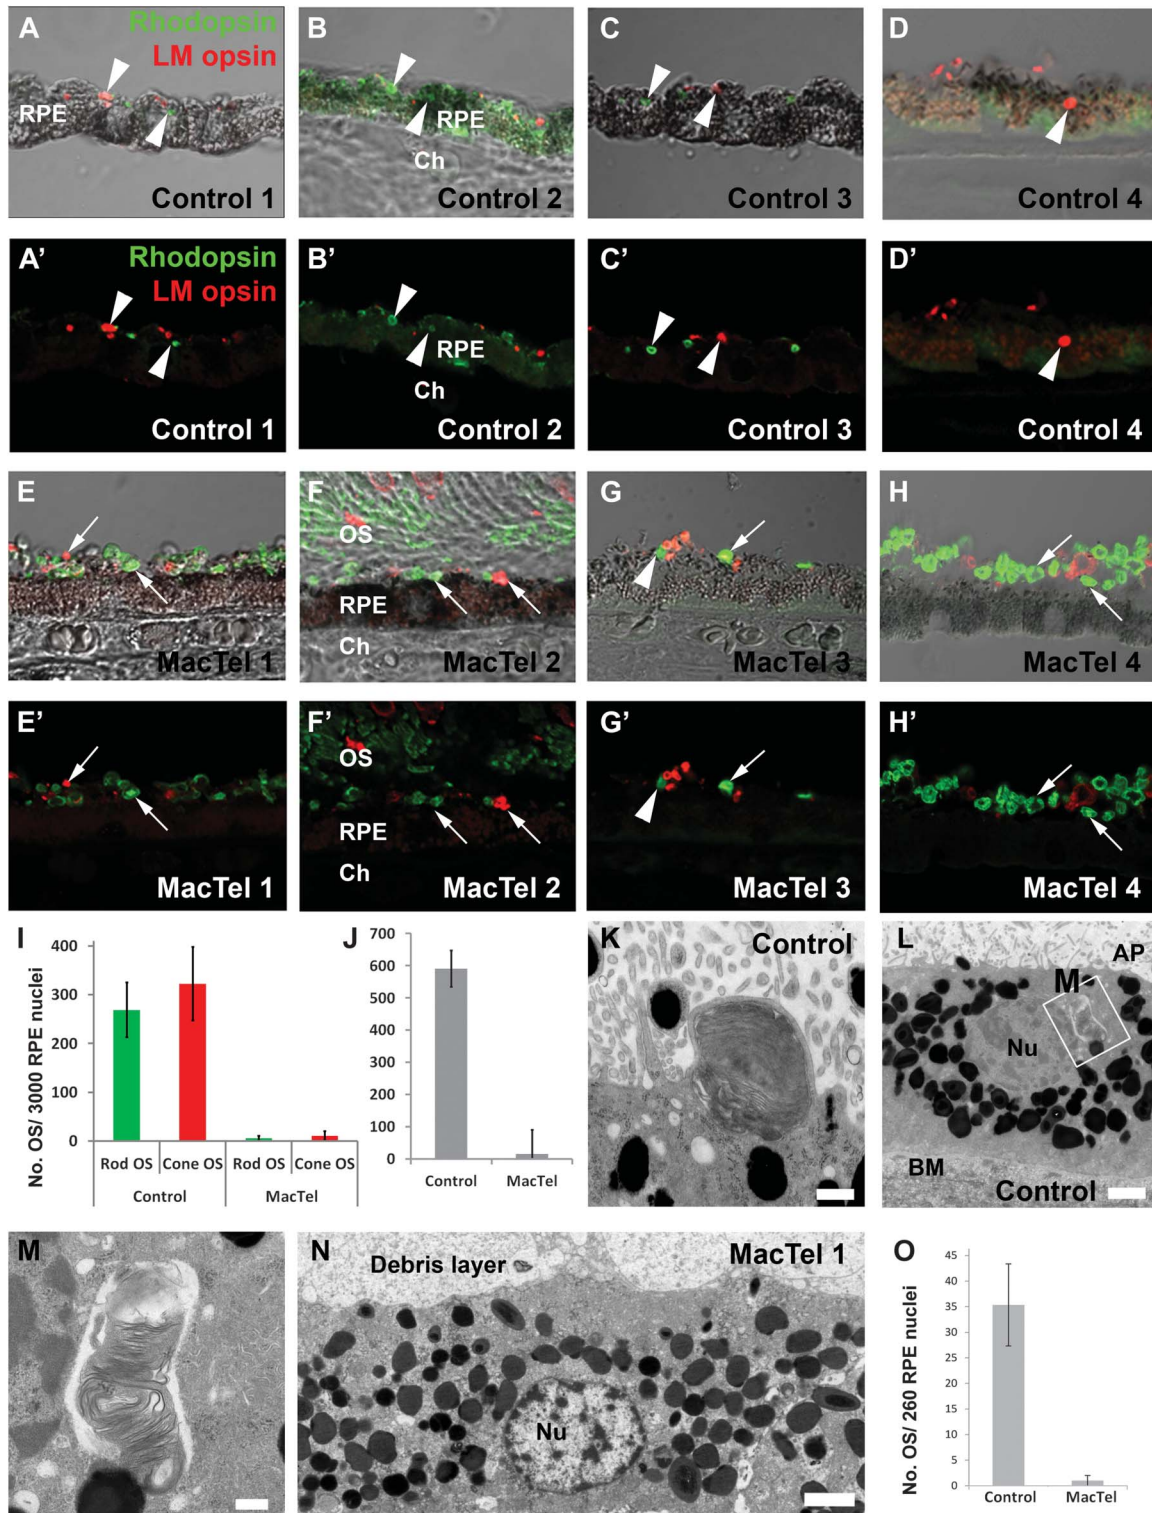 A
Rhodopsin
LM opsin
RPE
Control 1
B
RPE
Ch
Control 2
C
Control 3
D
Control 4
A'
Rhodopsin
LM opsin
Control 1
B'
RPE
Ch
Control 2
C'
Control 3
D'
Control 4
E
MacTel 1
F
OS
RPE
Ch
MacTel 2
G
MacTel 3
H
MacTel 4
E'
MacTel 1
F'
OS
RPE
Ch
MacTel 2
G'
MacTel 3
H'
MacTel 4
I
No. OS/ 3000 RPE nuclei
400
300
200
100
0
Rod OS Cone OS Rod OS Cone OS
Control MacTel
J
700
600
500
400
300
200
100
0
Control MacTel
K
Control
L
AP
M
Nu
BM
Control
M
N
MacTel 1
Debris layer
Nu
O
No. OS/ 260 RPE nuclei
45
40
35
30
25
20
15
10
5
0
Control MacTel